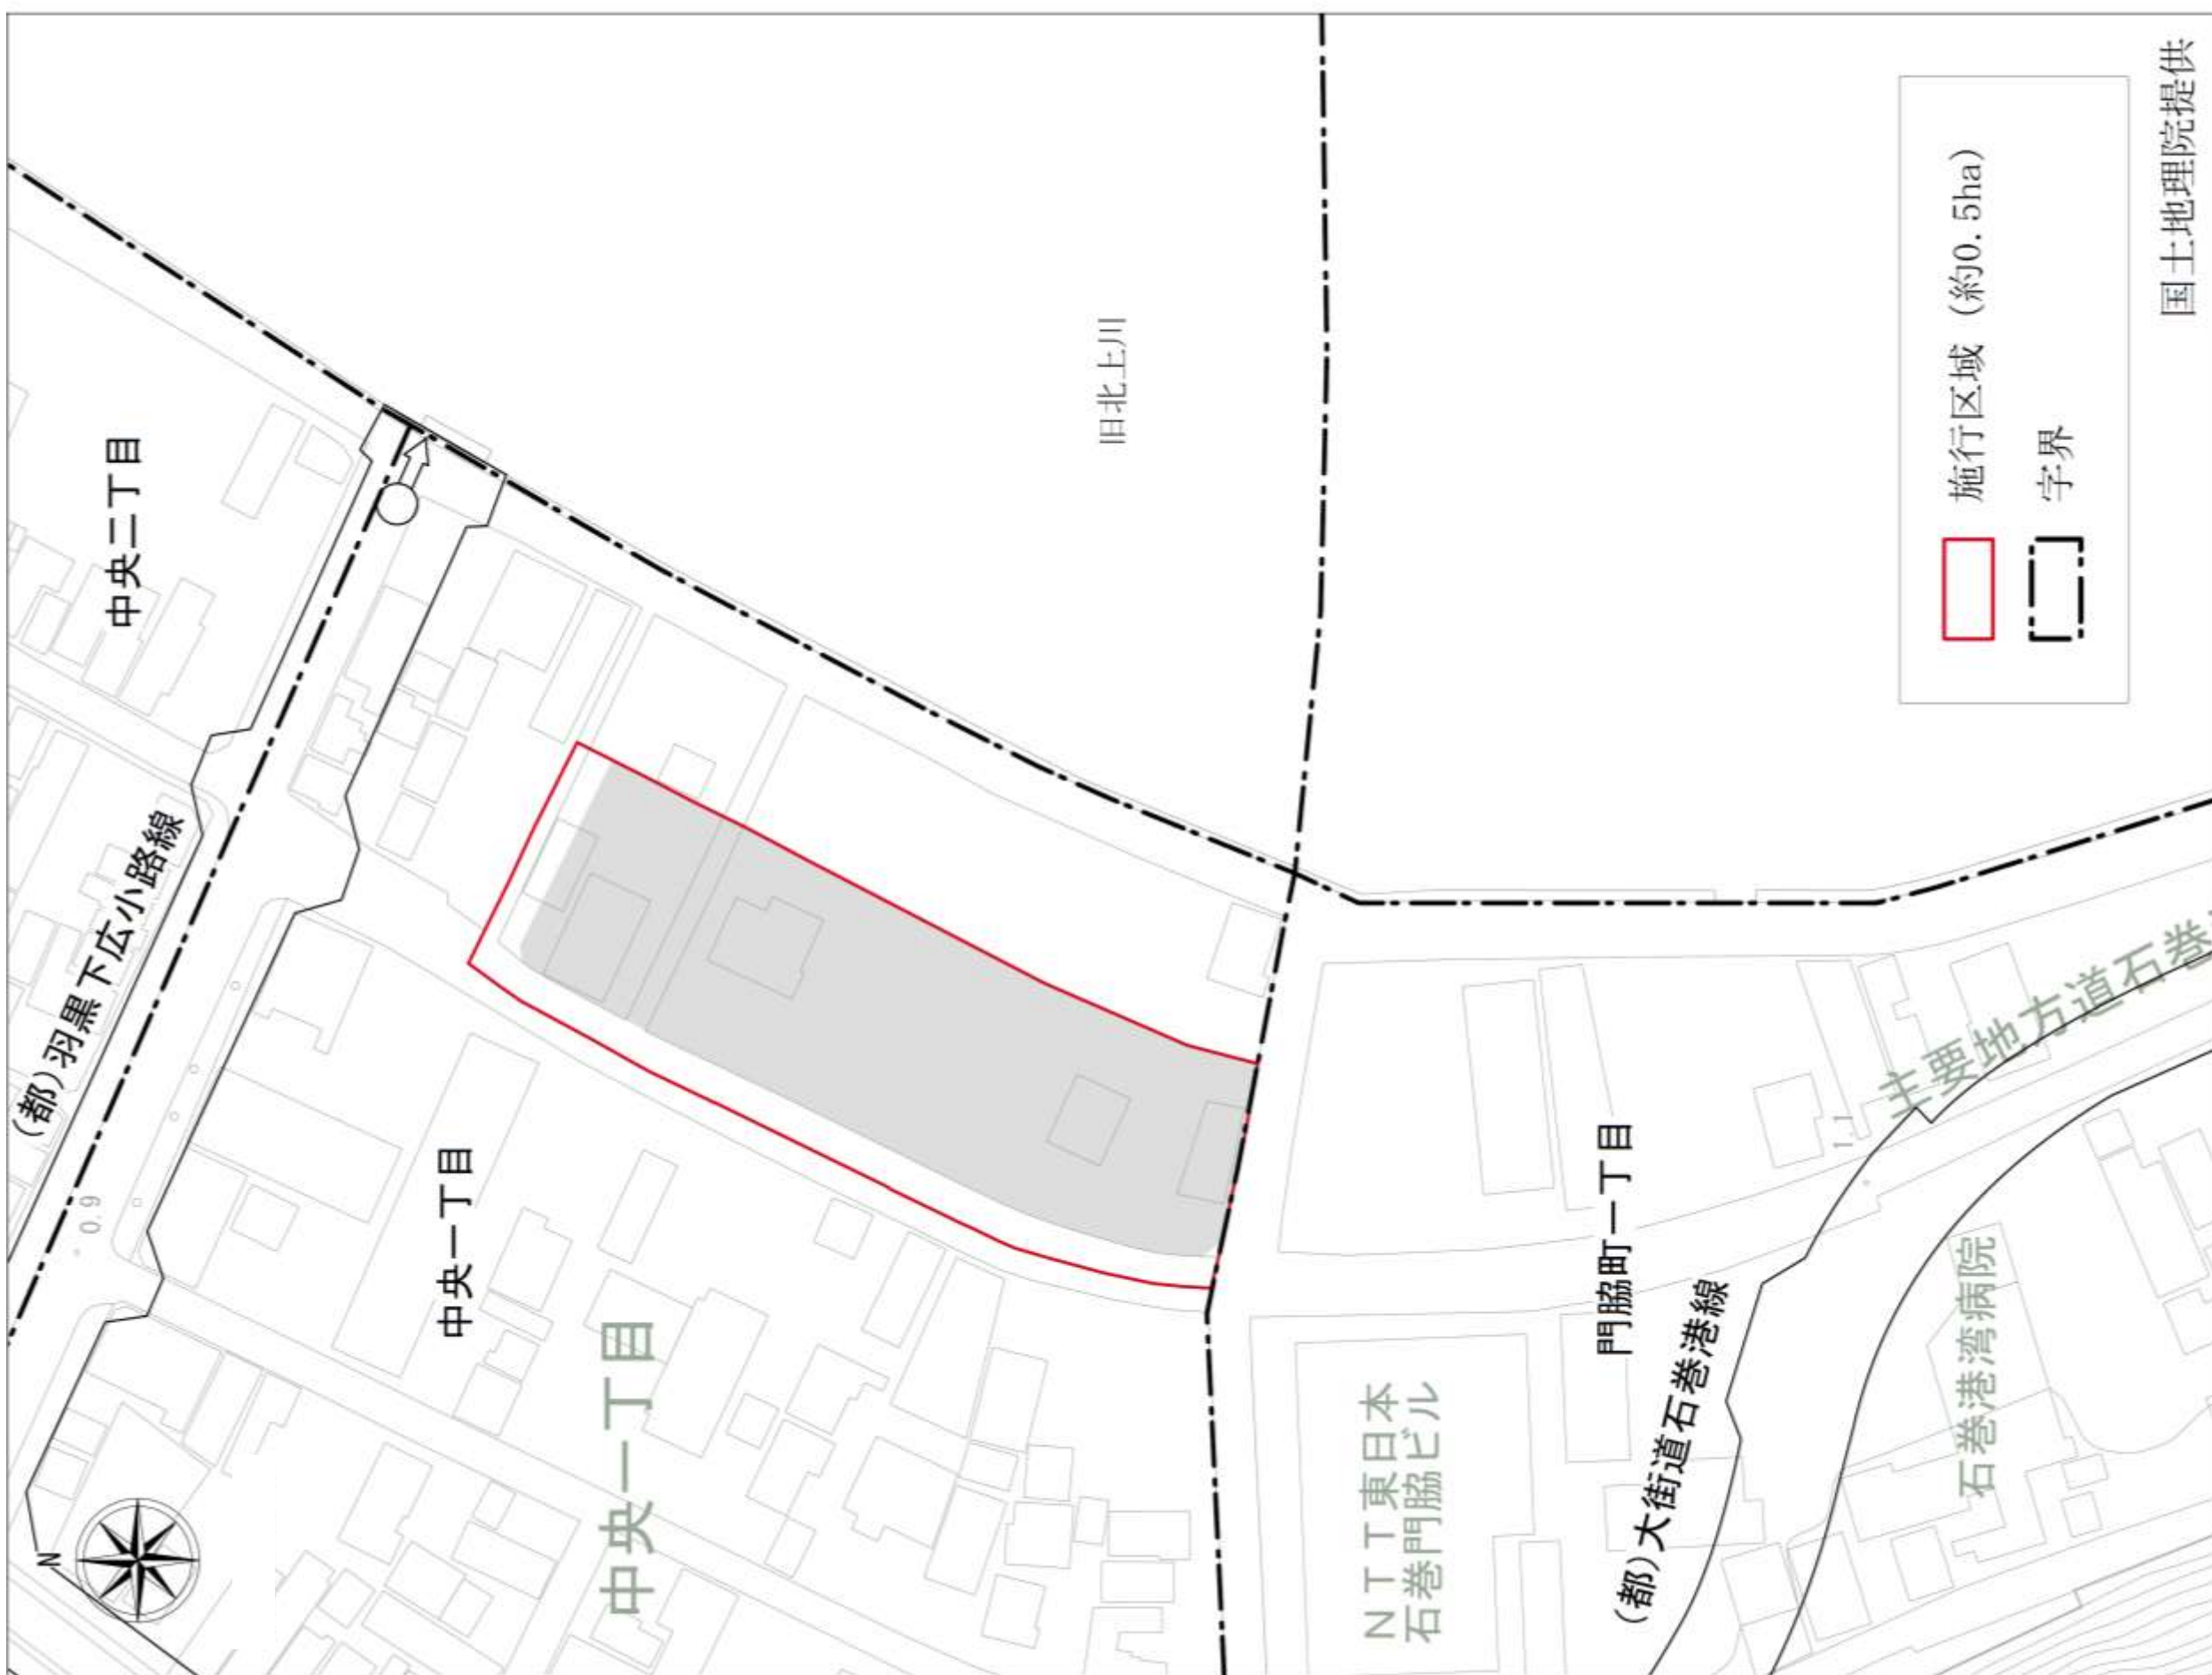 中央二丁目
(都)羽黒下広小路線
0.9
中央一丁目
中央一丁目
N
旧北上川
施行区域（約0.5ha）
字界
国土地理院提供
主要地方道石巻
1.1
門脇町一丁目
(都)大街道石巻港線
ＮＴＴ東日本
石巻門脇ビル
石巻港湾病院